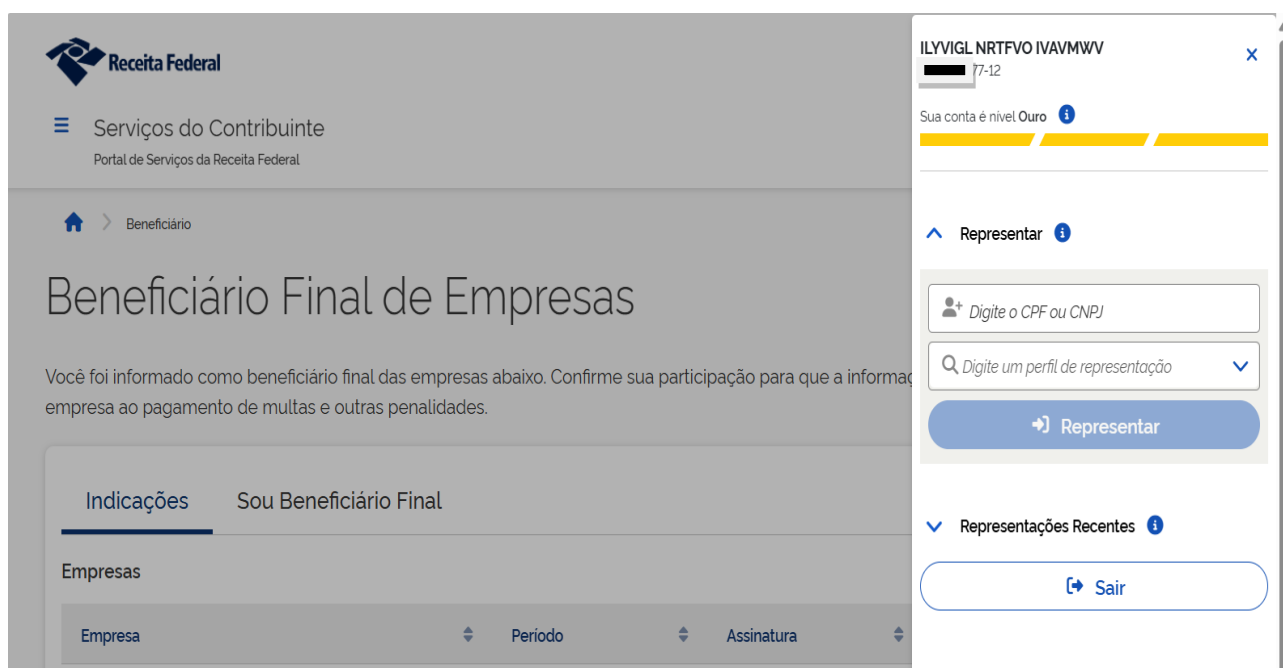 Receita Federal
Serviços do Contribuinte
Portal de Serviços da Receita Federal
Beneficiário
Beneficiário Final de Empresas
Você foi informado como beneficiário final das empresas abaixo. Confirme sua participação para que a informaç
empresa ao pagamento de multas e outras penalidades.
Indicações Sou Beneficiário Final
Empresas
Empresa Período Assinatura
ILYVIGL NRTFVO IVAVMWV
77-12
Sua conta é nível Ouro
Representar
Digite o CPF ou CNPJ
Digite um perfil de representação
Representar
Representações Recentes
Sair